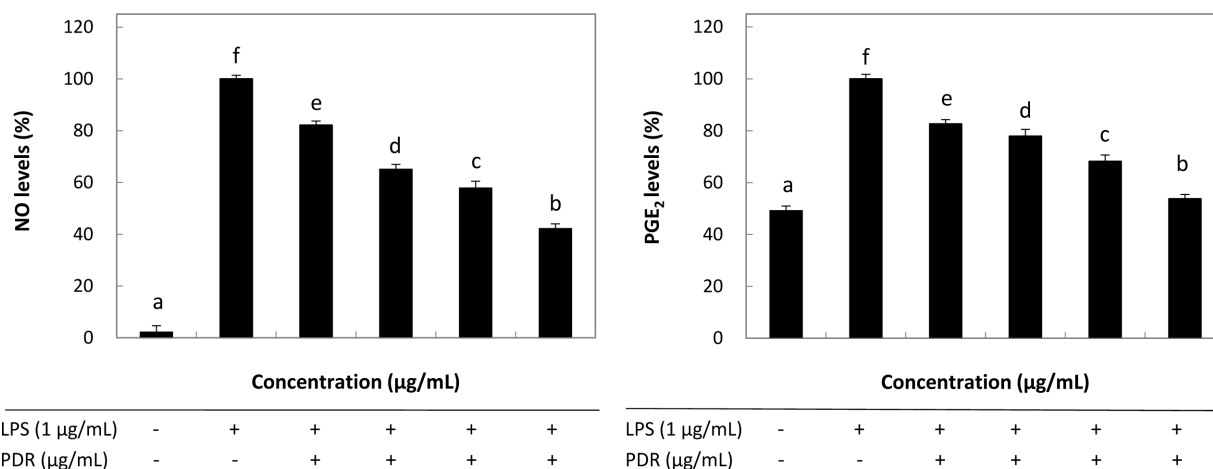 120
100
80
60
40
20
0
NO levels (%)
a
f
e
d
c
b
Concentration (µg/mL)
LPS (1 µg/mL) - + + + + +
PDR (µg/mL) - - + + + +
120
100
80
60
40
20
0
PGE₂ levels (%)
a
f
e
d
c
b
Concentration (µg/mL)
LPS (1 µg/mL) - + + + + +
PDR (µg/mL) - - + + + +